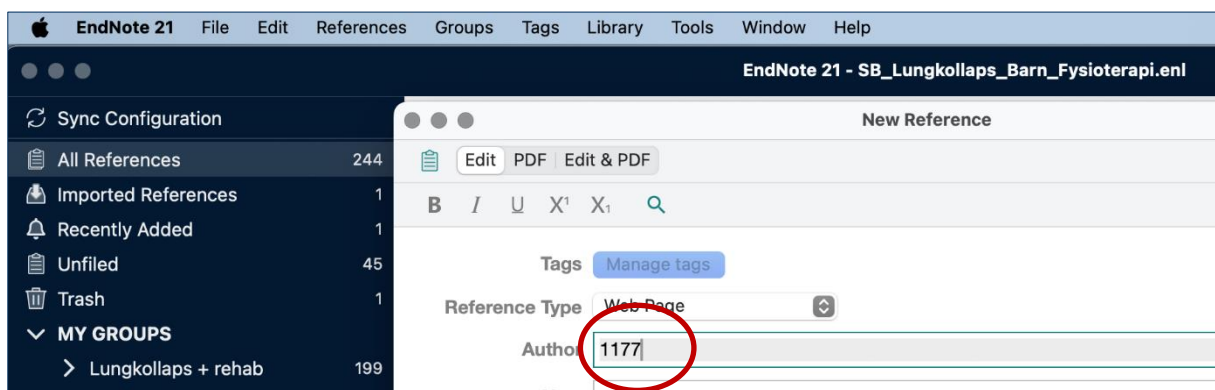 EndNote 21 File Edit References Groups Tags Library Tools Window Help
EndNote 21 - SB_Lungkollaps_Barn_Fysioterapi.enl
Sync Configuration
New Reference
All References 244
Edit PDF Edit & PDF
Imported References 1
B I U X¹ X₁
Recently Added 1
Unfiled 45
Tags Manage tags
Trash 1
Reference Type Web Page
MY GROUPS
Author 1177
Lungkollaps + rehab 199